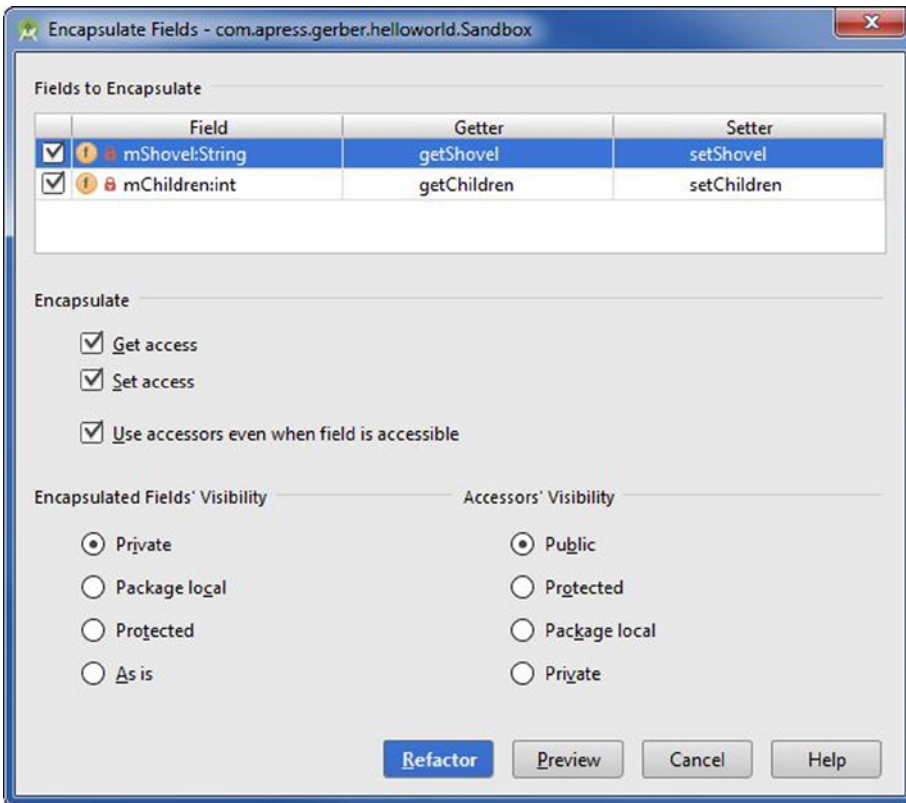 Encapsulate Fields - com.apress.gerber.helloworld.Sandbox
Fields to Encapsulate
Field Getter Setter
f mShovel:String getShovel setShovel
f mChildren:int getChildren setChildren
Encapsulate
Get access
Set access
Use accessors even when field is accessible
Encapsulated Fields' Visibility Accessors' Visibility
Private Public
Package local Protected
Protected Package local
As is Private
Refactor Preview Cancel Help